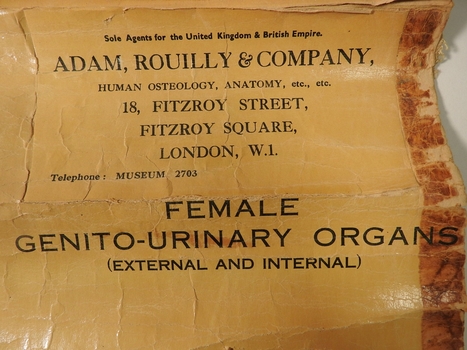 Sole Agents for the United Kingdom & British Empire.
ADAM, ROUILLY & COMPANY,
HUMAN OSTEOLOGY, ANATOMY, etc., etc.
18, FITZROY STREET,
FITZROY SQUARE,
LONDON, W.1.
Telephone: MUSEUM 2703
FEMALE
GENITO-URINARY ORGANS
(EXTERNAL AND INTERNAL)